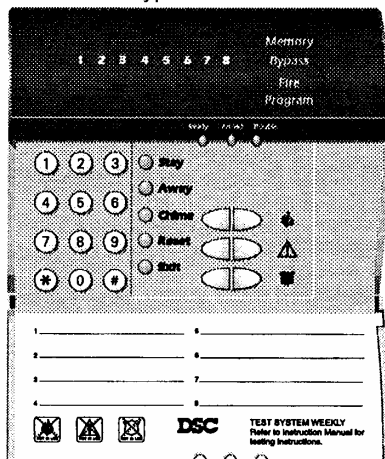 Memory
1 2 3 4 5 6 7 8 Bypass
Fire
Program
Ready Armed Trouble
1 2 3 Stay
Away
4 5 6 Chime
7 8 9 Reset
* 0 # Exit
1 5
2 6
3 7
4 8
DSC
TEST SYSTEM WEEKLY
Refer to Instruction Manual for
testing instructions.